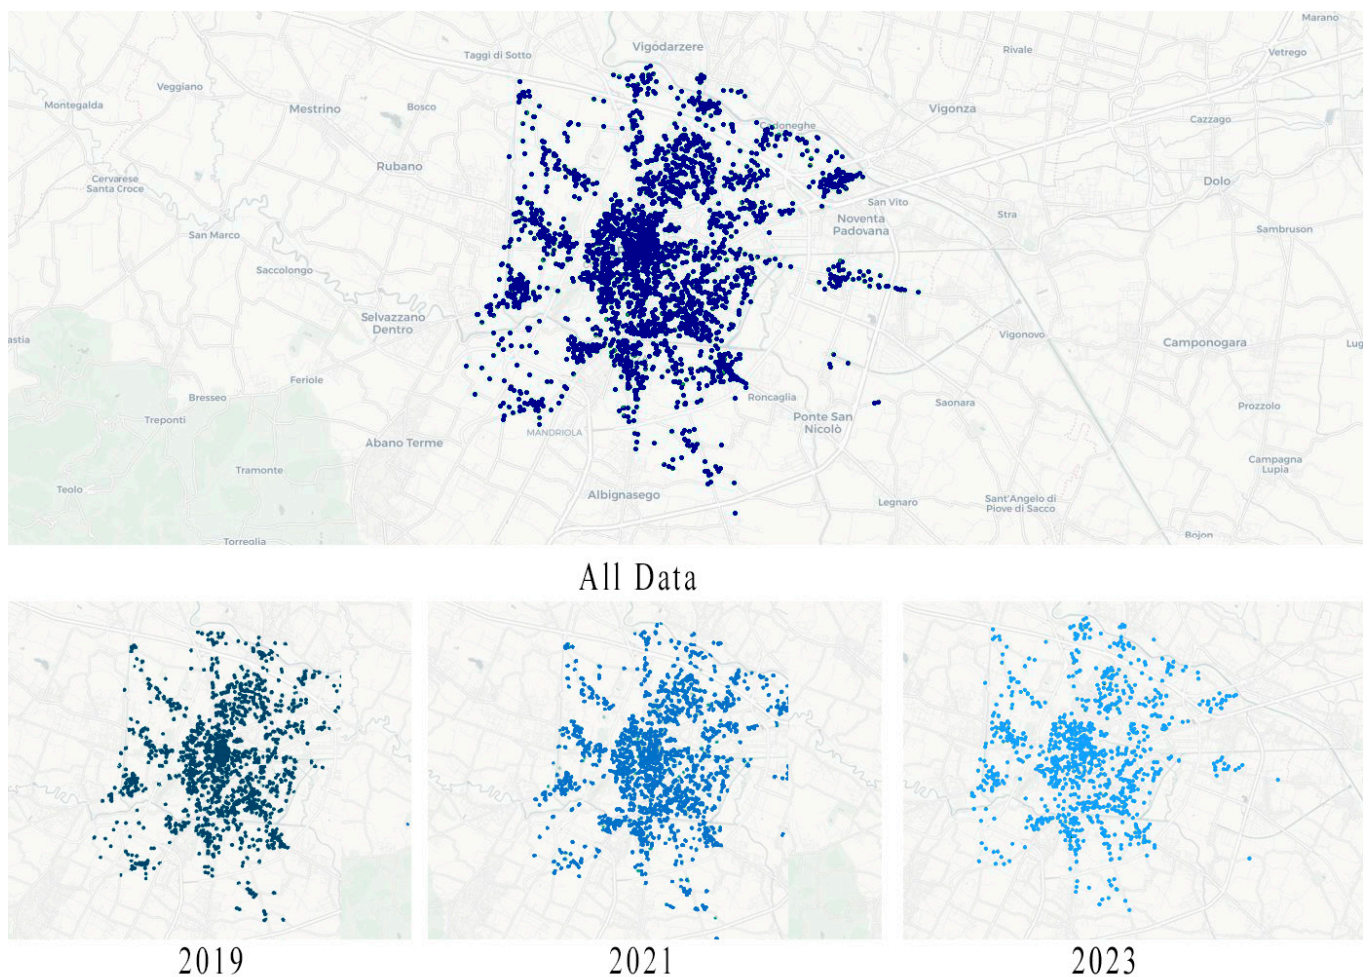 Marano
Vigodarzere
Taggì di Sotto
Rivale
Vetrego
Veggiano
Montegalda
Mestrino
Bosco
Vigonza
Cazzago
Cadoneghe
Rubano
Cervarese
Santa Croce
Dolo
San Vito
Stra
Noventa
Padovana
San Marco
Sambruson
Saccolongo
Selvazzano
Dentro
astia
Vigonovo
Camponogara
Lug
Feriole
Bresseo
Roncaglia
Saonara
Prozzolo
Treponti
Ponte San
Nicolò
MANDRIOLA
Abano Terme
Campagna
Lupia
Tramonte
Teolo
Albignasego
Legnaro
Sant'Angelo di
Piove di Sacco
Torreglia
Bojon
All Data
2019
2021
2023